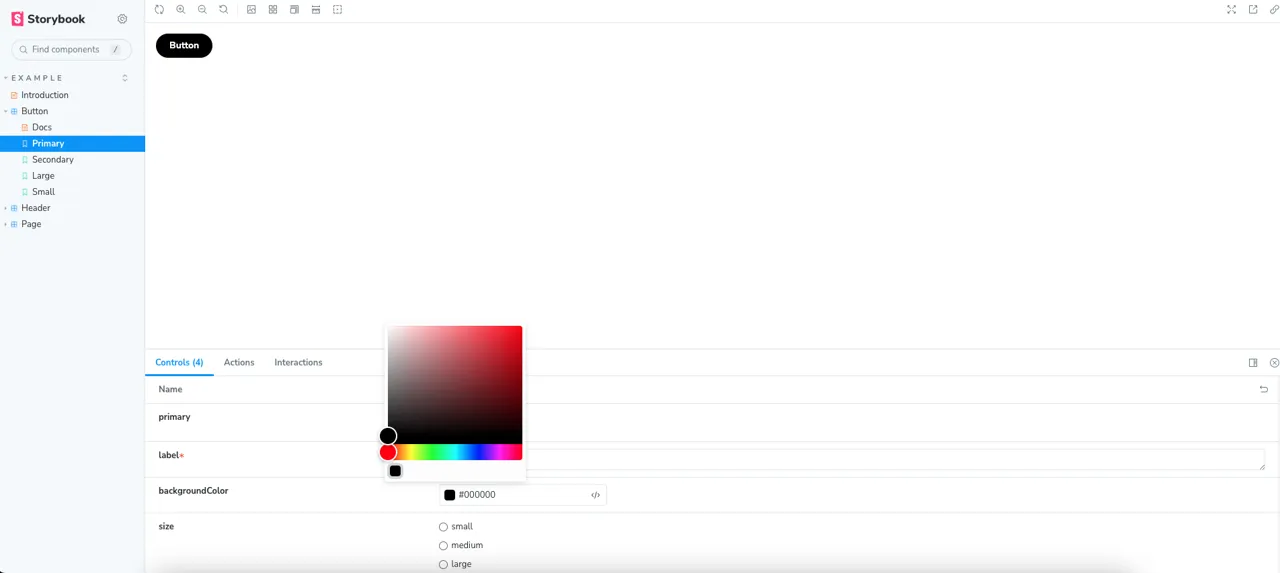 Storybook
Find components /
EXAMPLE
Introduction
Button
Docs
Primary
Secondary
Large
Small
Header
Page
Button
Controls (4)
Actions
Interactions
Name
primary
label*
backgroundColor
#000000
size
small
medium
large